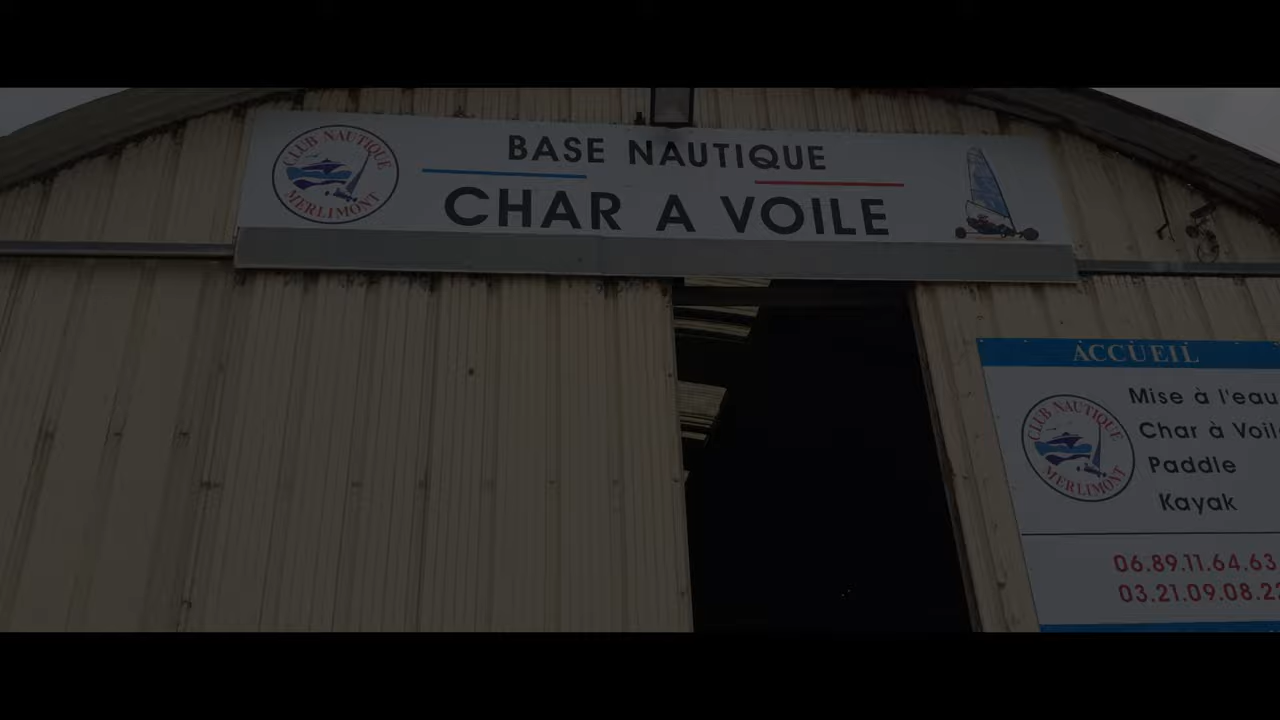 BASE NAUTIQUE
CHAR A VOILE
CLUB NAUTIQUE
MERLIMONT
ACCUEIL
CLUB NAUTIQUE
MERLIMONT
Mise à l'eau
Char à Voile
Paddle
Kayak
06.89.11.64.63
03.21.09.08.2